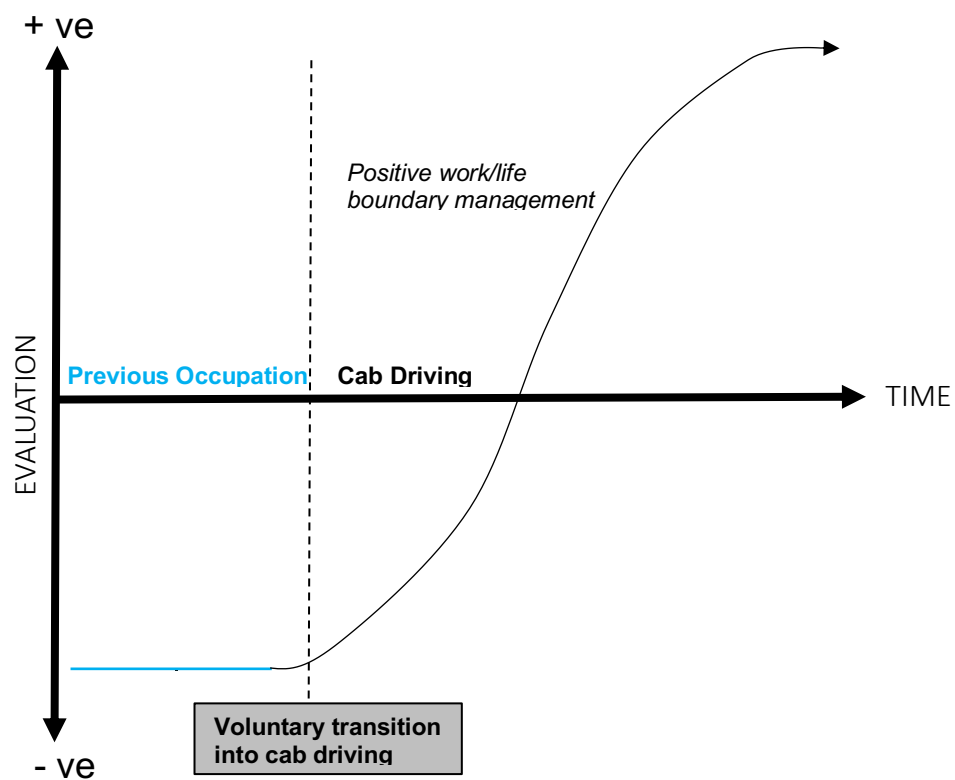 + ve
Positive work/life
boundary management
Previous Occupation
Cab Driving
EVALUATION
TIME
Voluntary transition
into cab driving
- ve